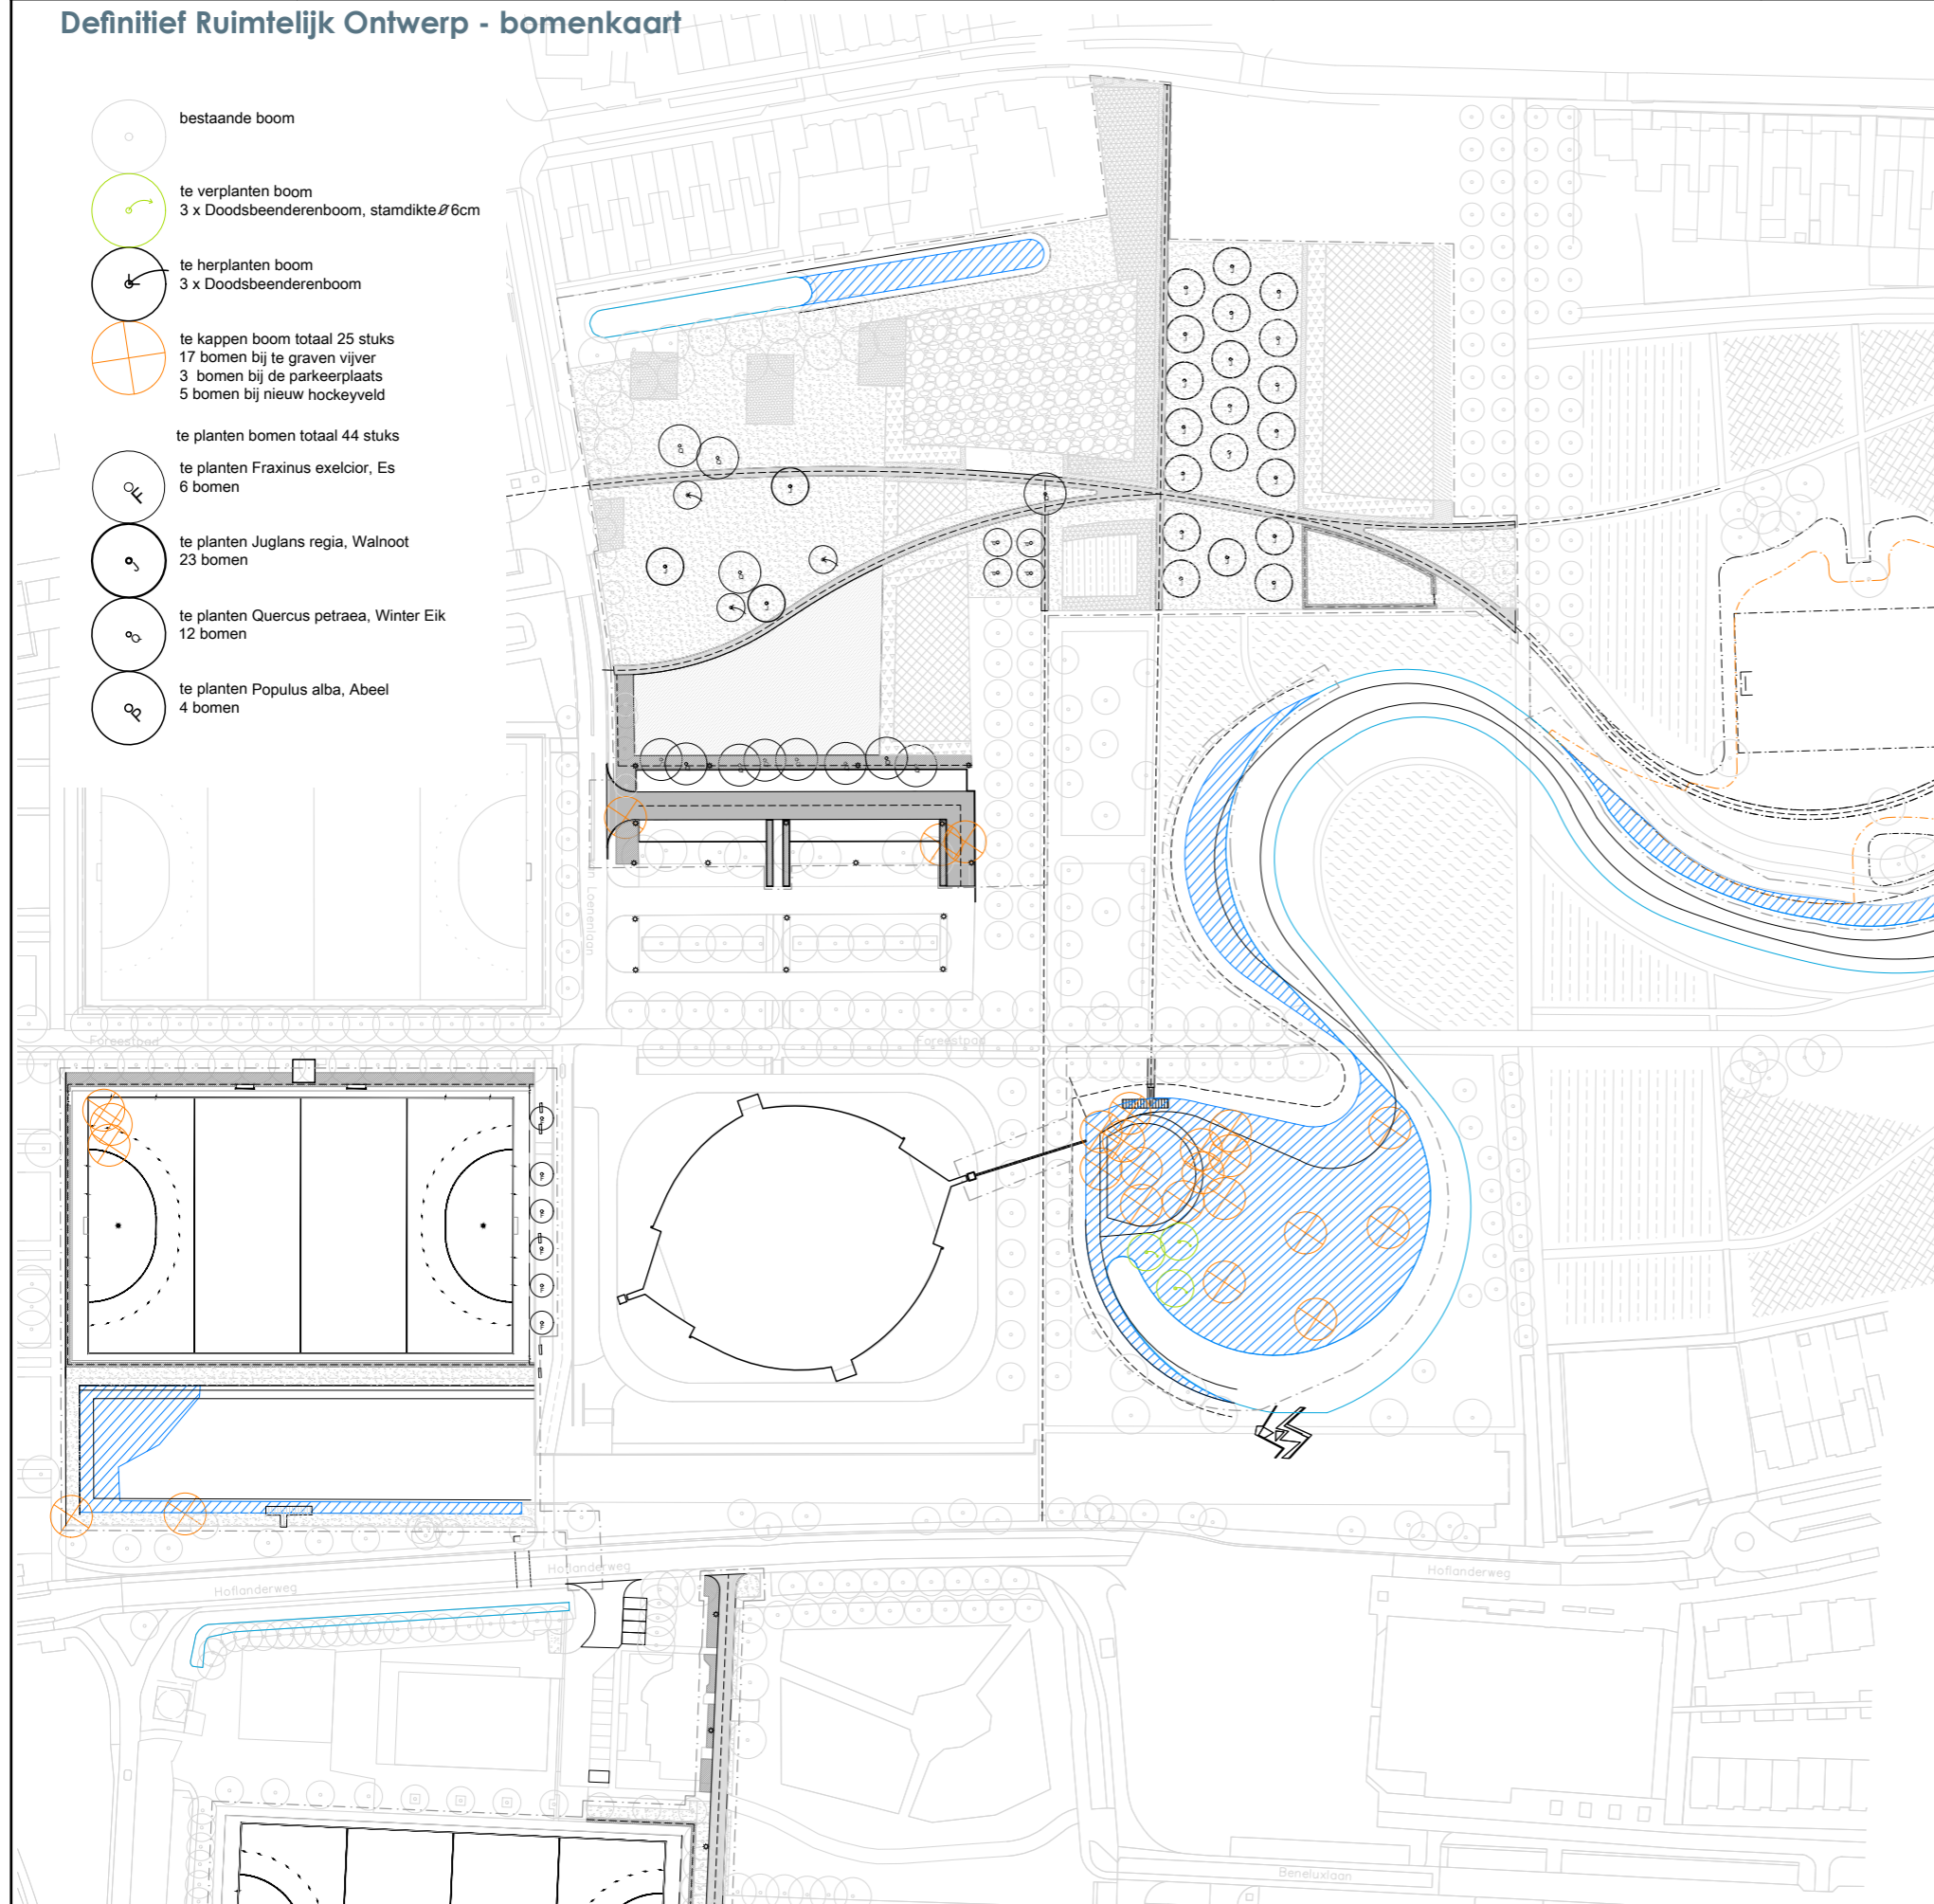 Definitief Ruimtelijk Ontwerp - bomenkaart
bestaande boom
te verplanten boom
3 x Doodsbeenderenboom, stamdikte Ø 6cm
te herplanten boom
3 x Doodsbeenderenboom
te kappen boom totaal 25 stuks
17 bomen bij te graven vijver
3 bomen bij de parkeerplaats
5 bomen bij nieuw hockeyveld
te planten bomen totaal 44 stuks
te planten Fraxinus exelcior, Es
6 bomen
te planten Juglans regia, Walnoot
23 bomen
te planten Quercus petraea, Winter Eik
12 bomen
te planten Populus alba, Abeel
4 bomen
Loenenlaan
Foreestpad
Foreestpad
Hoflanderweg
Hoflanderweg
Hoflanderweg
Beneluxlaan